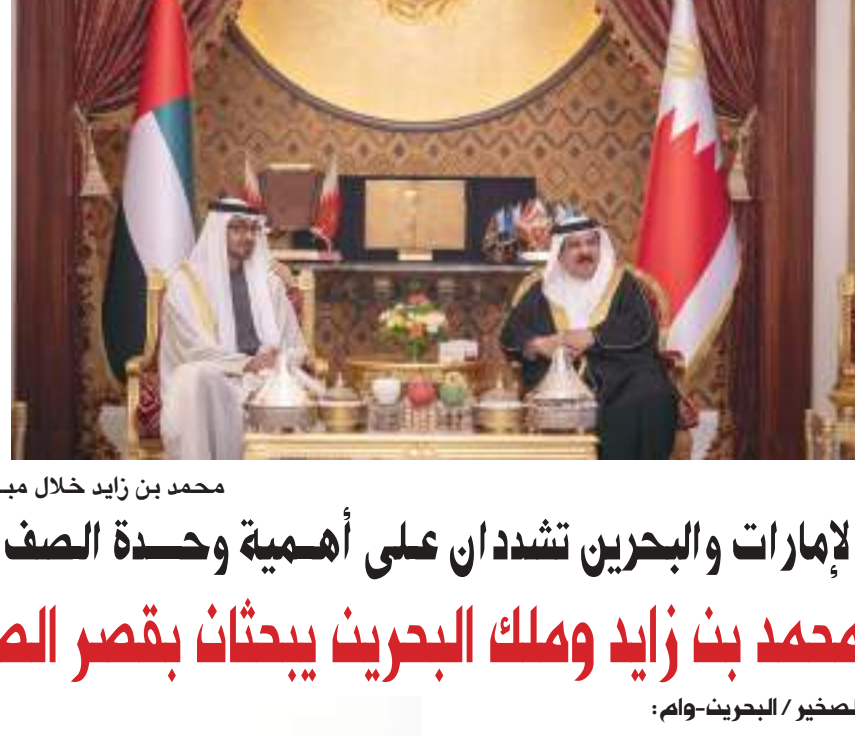 محمد بن زايد خلال مبـ
لإمارات والبحرين تشددان على أهمية وحدة الصف
محمد بن زايد وملك البحرين يبحثان بقصر الص
لصخير / البحرين-وام: